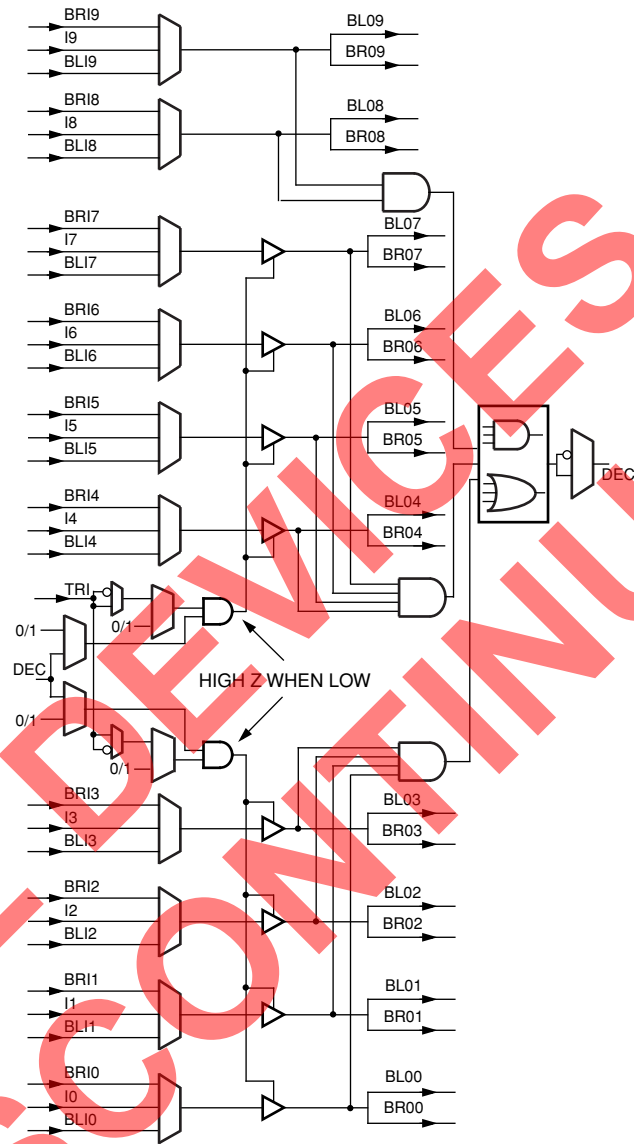 BRI9
I9
BLI9
BL09
BR09
BRI8
I8
BLI8
BL08
BR08
BRI7
I7
BLI7
BL07
BR07
BRI6
I6
BLI6
BL06
BR06
BRI5
I5
BLI5
BL05
BR05
BRI4
I4
BLI4
BL04
BR04
DEC
TRI
0/1
0/1
DEC
HIGH Z WHEN LOW
0/1
0/1
BRI3
I3
BLI3
BL03
BR03
BRI2
I2
BLI2
BL02
BR02
BRI1
I1
BLI1
BL01
BR01
BRI0
I0
BLI0
BL00
BR00
DEVICES